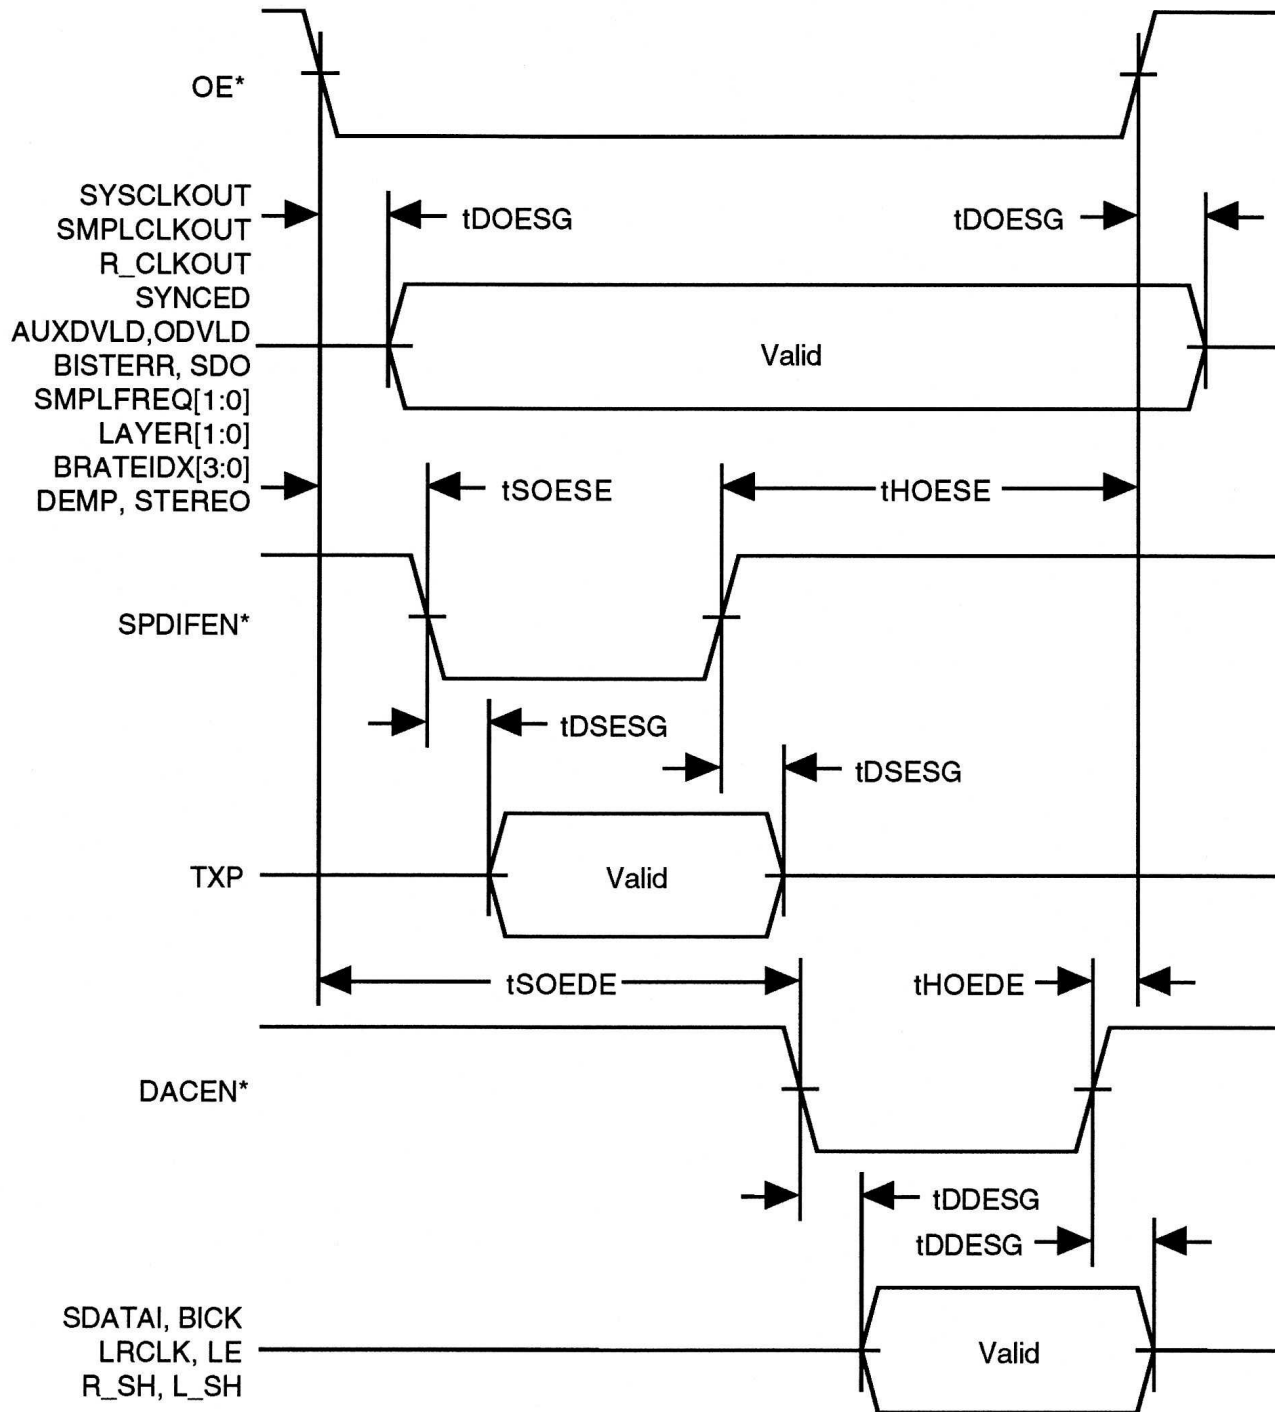 OE*
SYSCLKOUT
SMPLCLKOUT
R_CLKOUT
SYNCED
AUXDVLD,ODVLD
BISTERR, SDO
SMPLFREQ[1:0]
LAYER[1:0]
BRATEIDX[3:0]
DEMP, STEREO
tDOESG
tDOESG
Valid
tSOESE
tHOESE
SPDIFEN*
tDSESG
tDSESG
TXP
Valid
tSOEDE
tHOEDE
DACEN*
tDDESG
tDDESG
SDATAI, BICK
LRCLK, LE
R_SH, L_SH
Valid